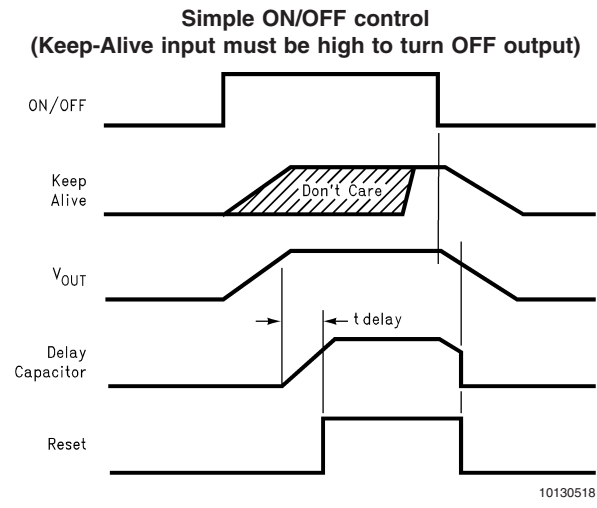 Simple ON/OFF control
(Keep-Alive input must be high to turn OFF output)
ON/OFF
Keep
Alive
Don't Care
VOUT
t delay
Delay
Capacitor
Reset
10130518